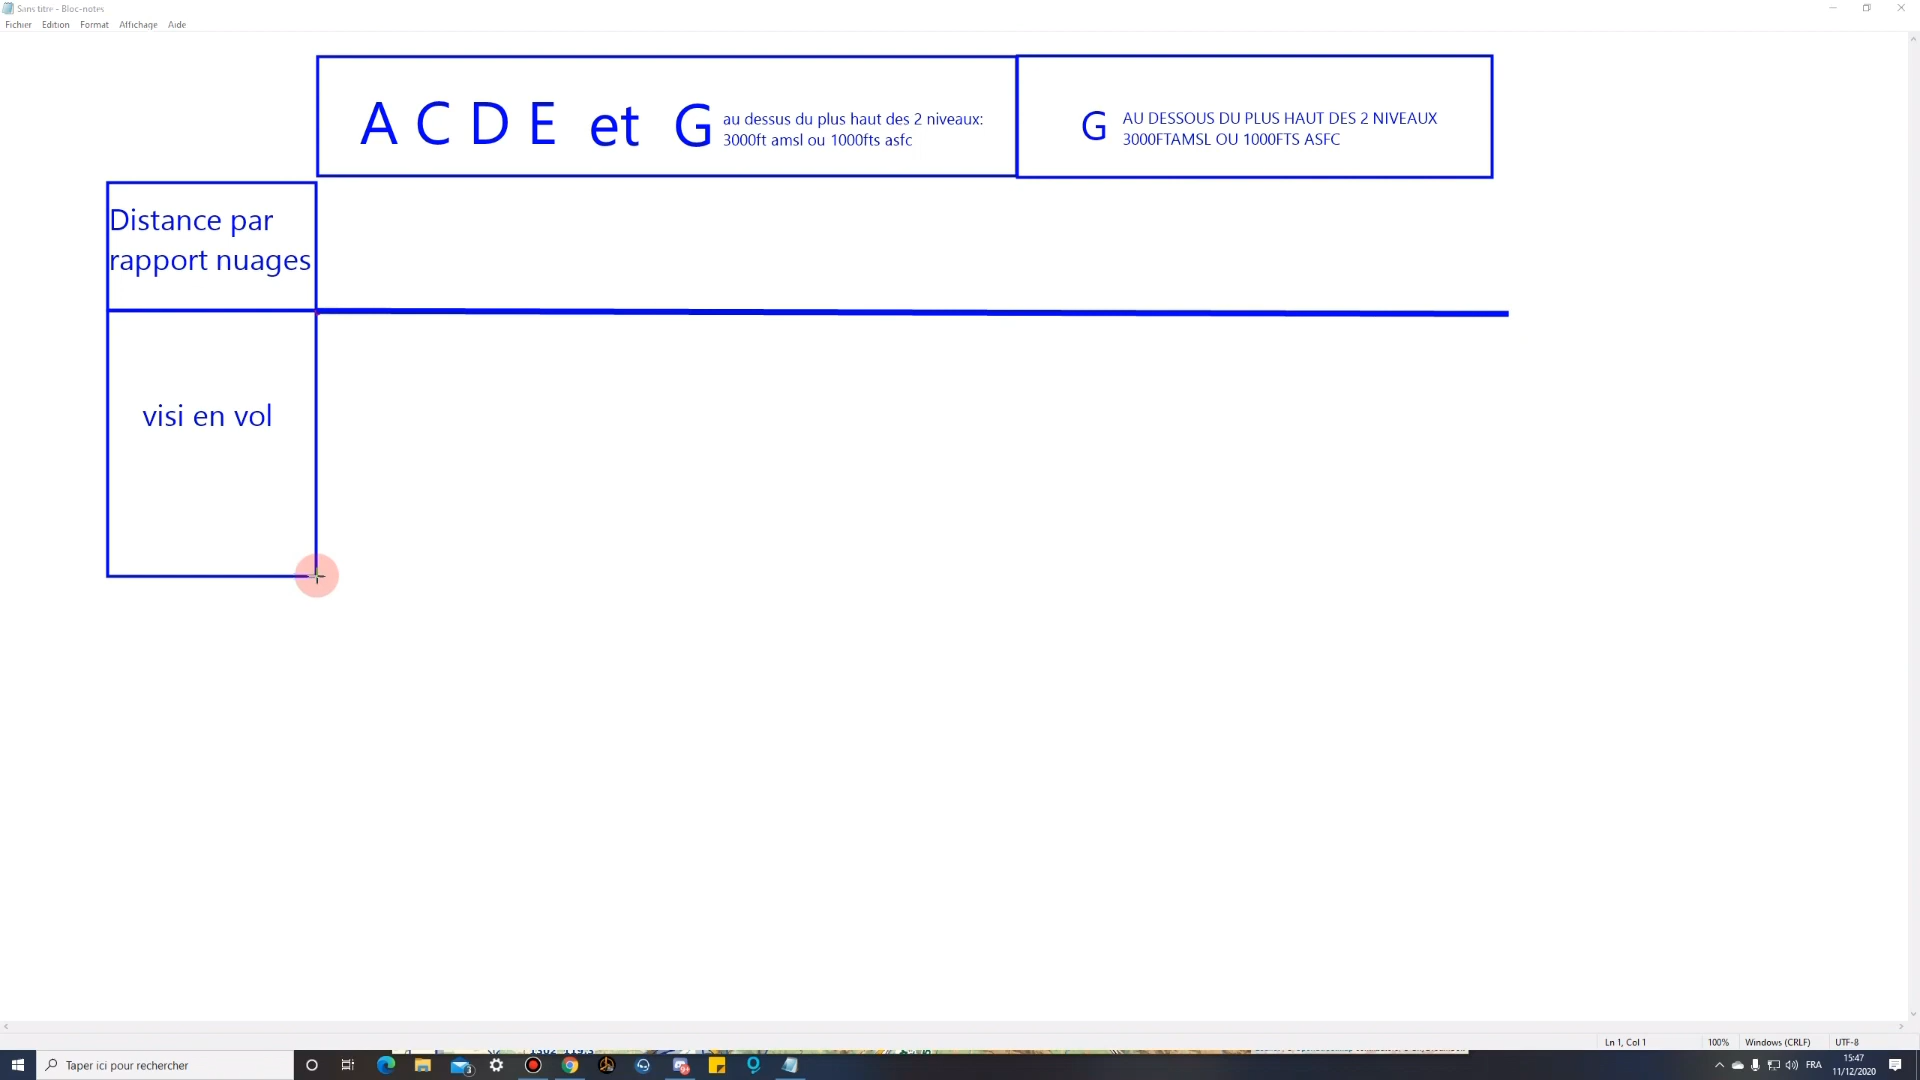 Sans titre - Bloc-notes
Fichier Edition Format Affichage Aide
A C D E et G au dessus du plus haut des 2 niveaux:
3000ft amsl ou 1000fts asfc
G AU DESSOUS DU PLUS HAUT DES 2 NIVEAUX
3000FTAMSL OU 1000FTS ASFC
Distance par
rapport nuages
visi en vol
Ln 1, Col 1 100% Windows (CRLF) UTF-8
Taper ici pour rechercher
3
FRA
15:47
11/12/2020